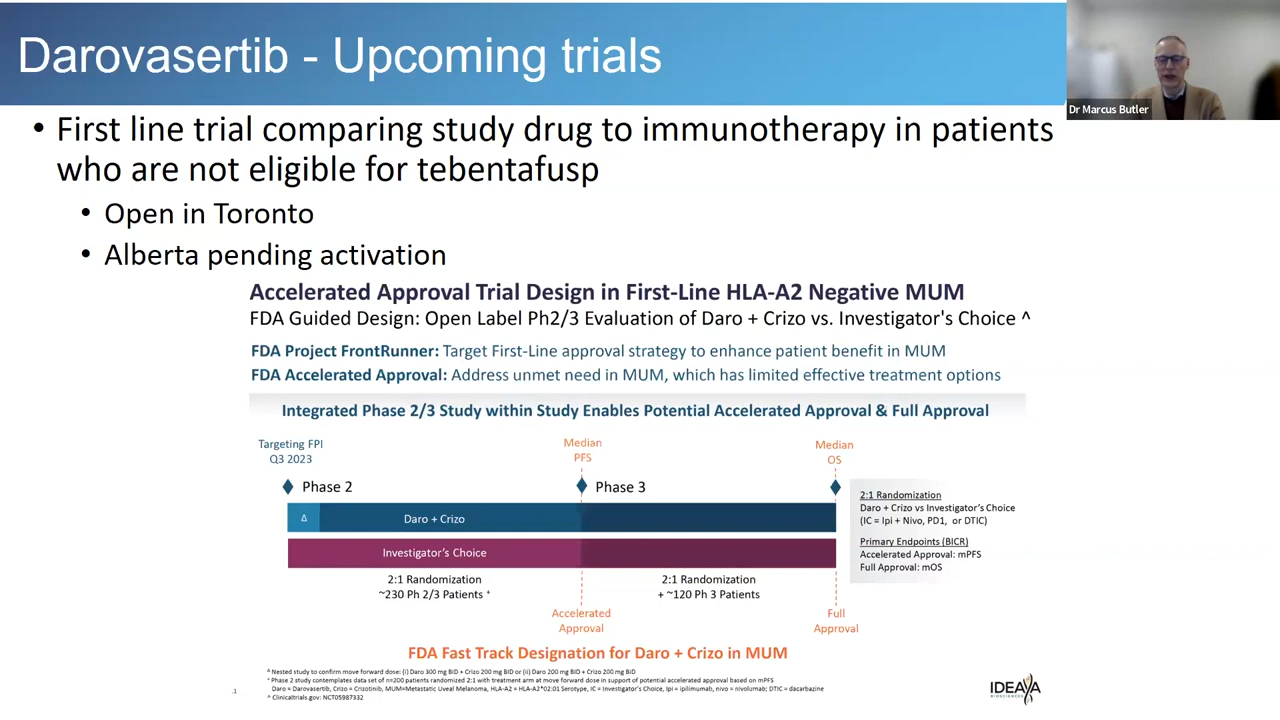 Darovasertib - Upcoming trials
Dr Marcus Butler
• First line trial comparing study drug to immunotherapy in patients
who are not eligible for tebentafusp
• Open in Toronto
• Alberta pending activation
Accelerated Approval Trial Design in First-Line HLA-A2 Negative MUM
FDA Guided Design: Open Label Ph2/3 Evaluation of Daro + Crizo vs. Investigator's Choice ^
FDA Project FrontRunner: Target First-Line approval strategy to enhance patient benefit in MUM
FDA Accelerated Approval: Address unmet need in MUM, which has limited effective treatment options
Integrated Phase 2/3 Study within Study Enables Potential Accelerated Approval & Full Approval
Targeting FPI
Q3 2023
Median
PFS
Median
OS
Phase 2
Phase 3
Δ
Daro + Crizo
Investigator's Choice
2:1 Randomization
~230 Ph 2/3 Patients +
2:1 Randomization
+ ~120 Ph 3 Patients
2:1 Randomization
Daro + Crizo vs Investigator's Choice
(IC = Ipi + Nivo, PD1, or DTIC)
Primary Endpoints (BICR)
Accelerated Approval: mPFS
Full Approval: mOS
Accelerated
Approval
Full
Approval
FDA Fast Track Designation for Daro + Crizo in MUM
Δ Nested study to confirm move forward dose: (i) Daro 300 mg BID + Crizo 200 mg BID or (ii) Daro 200 mg BID + Crizo 200 mg BID
+ Phase 2 study contemplates data set of n=200 patients randomized 2:1 with treatment arm at move forward dose in support of potential accelerated approval based on mPFS
Daro = Darovasertib, Crizo = Crizotinib, MUM=Metastatic Uveal Melanoma, HLA-A2 = HLA-A2*02:01 Serotype, IC = Investigator's Choice, Ipi = ipilimumab, nivo = nivolumab; DTIC = dacarbazine
^ Clinicaltrials.gov: NCT05987332
.1
IDEAYA
BIOSCIENCES